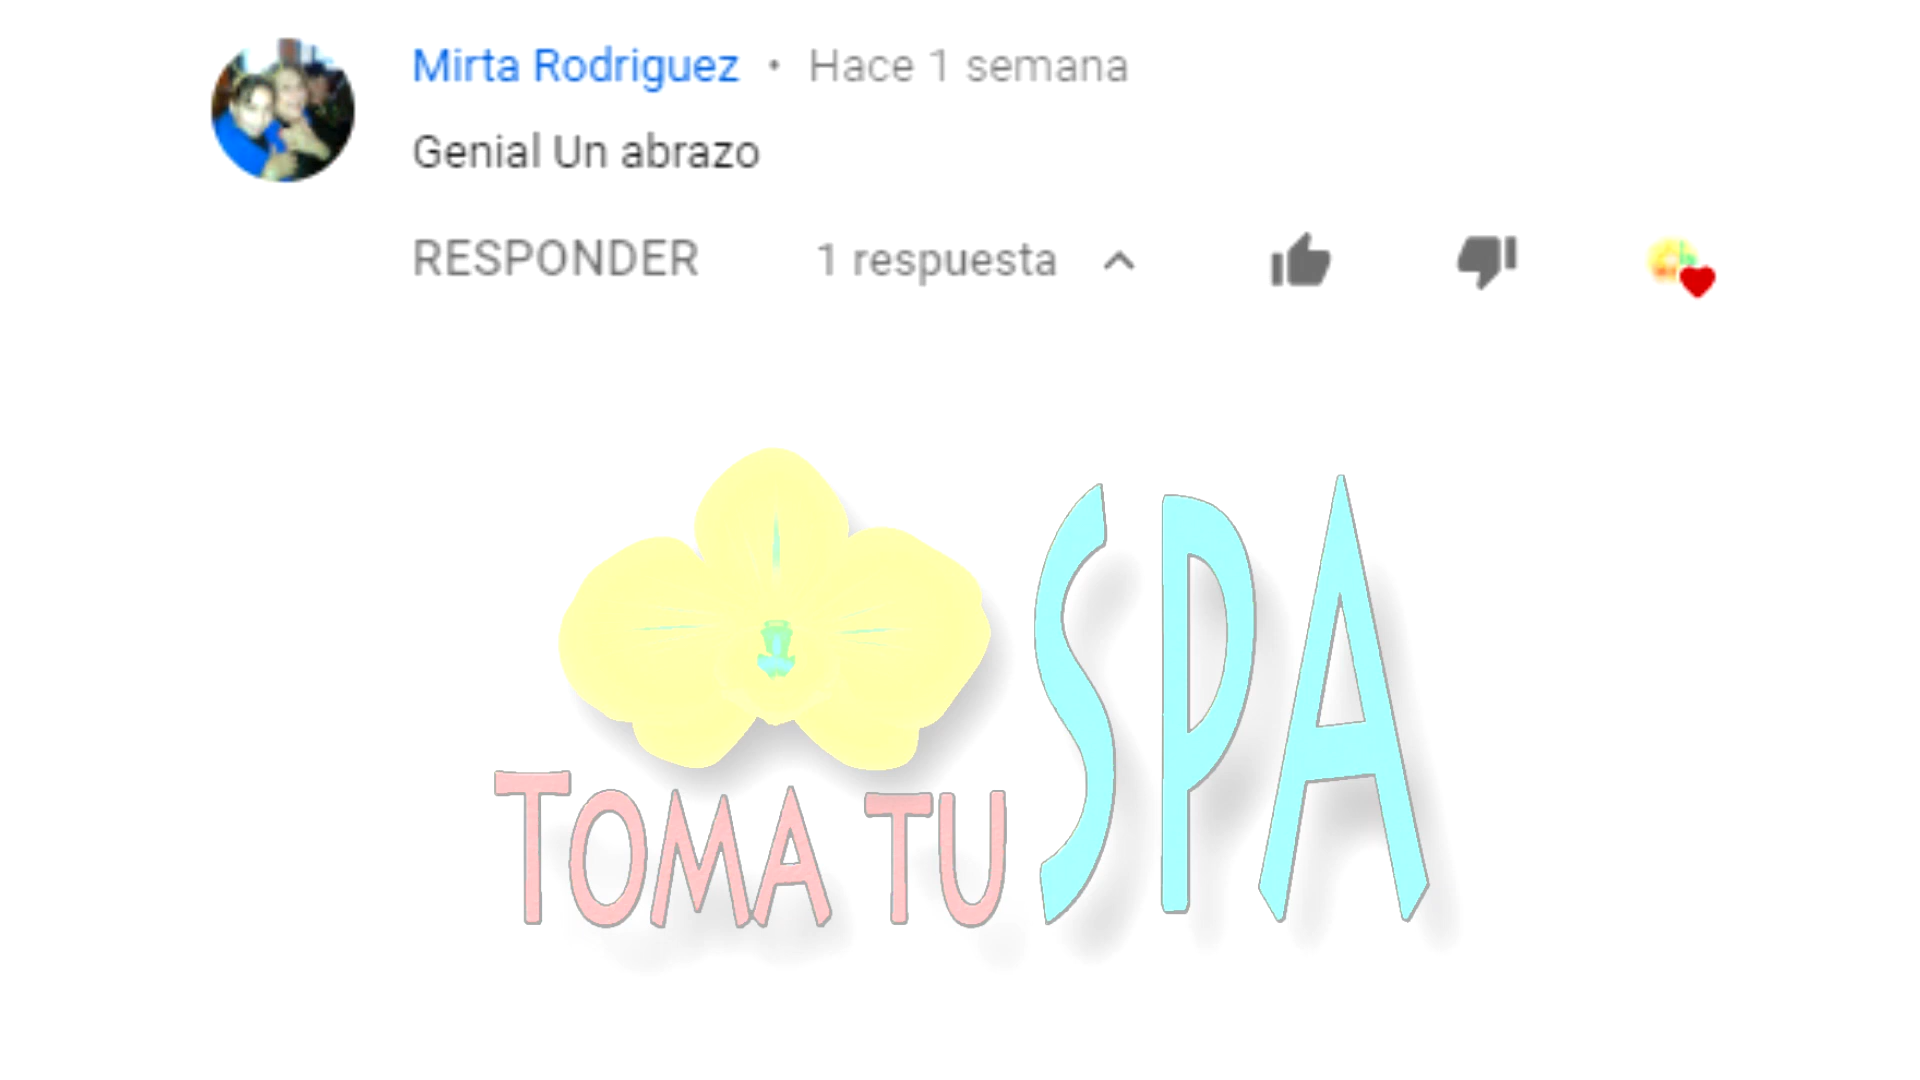 Mirta Rodriguez • Hace 1 semana
Genial Un abrazo
RESPONDER 1 respuesta
TOMA TU SPA